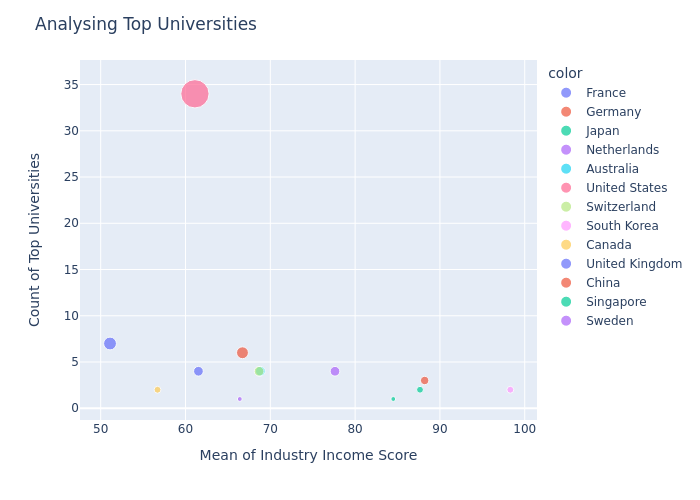 Analysing Top Universities
Count of Top Universities
35
30
25
20
15
10
5
0
50
60
70
80
90
100
Mean of Industry Income Score
color
France
Germany
Japan
Netherlands
Australia
United States
Switzerland
South Korea
Canada
United Kingdom
China
Singapore
Sweden